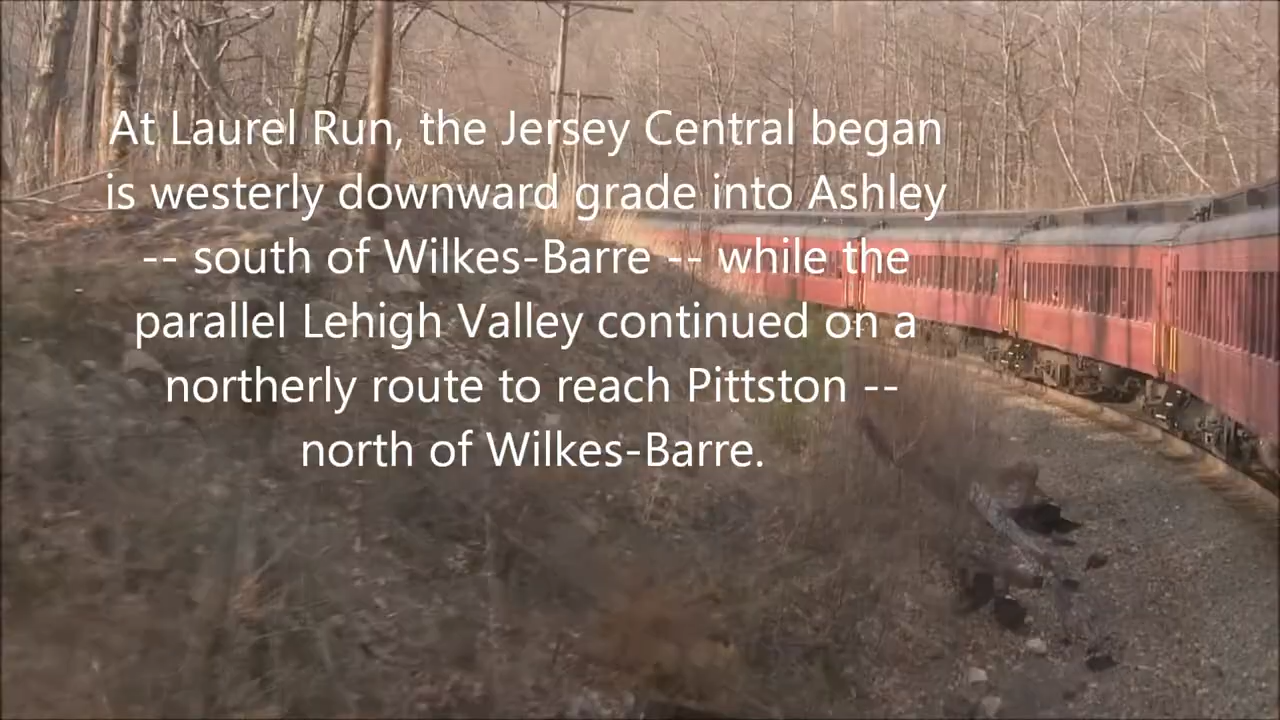 At Laurel Run, the Jersey Central began
is westerly downward grade into Ashley
-- south of Wilkes-Barre -- while the
parallel Lehigh Valley continued on a
northerly route to reach Pittston --
north of Wilkes-Barre.